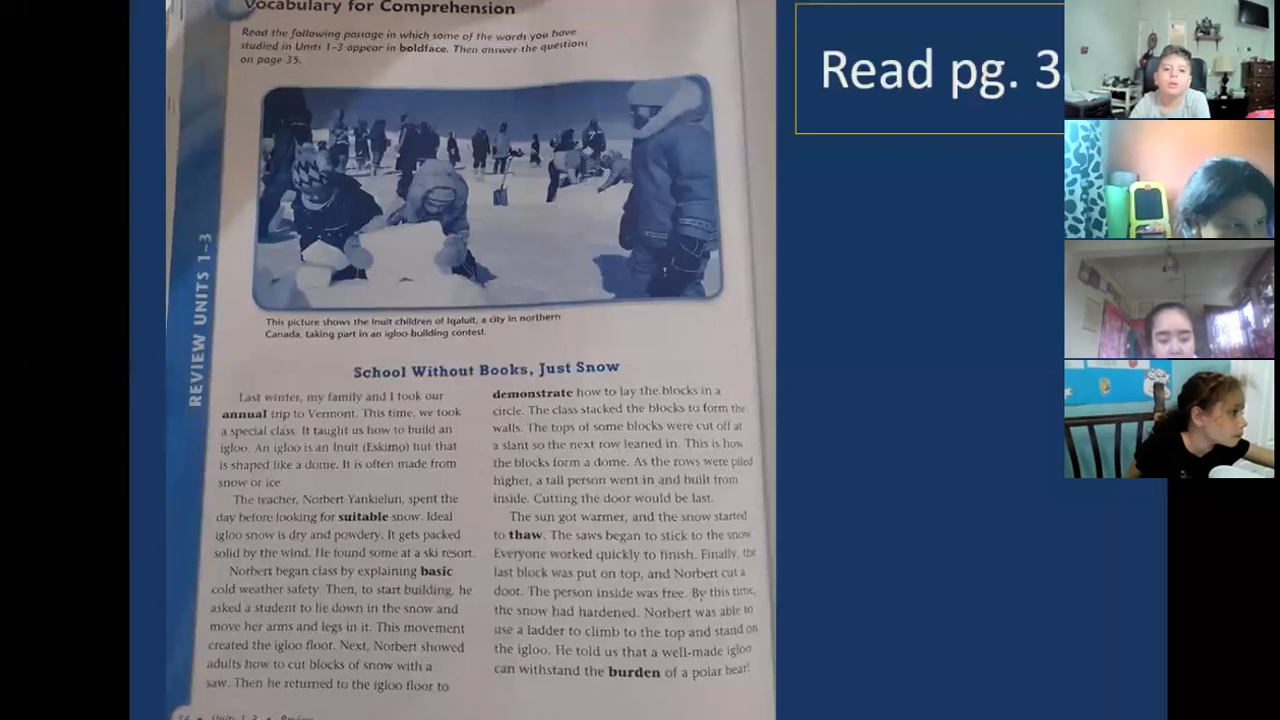 Vocabulary for Comprehension
Read the following passage in which some of the words you have
studied in Units 1–3 appear in boldface. Then answer the questions
on page 35.
Read pg. 3
REVIEW UNITS 1–3
This picture shows the Inuit children of Iqaluit, a city in northern
Canada, taking part in an igloo-building contest.
School Without Books, Just Snow
Last winter, my family and I took our
annual trip to Vermont. This time, we took
a special class. It taught us how to build an
igloo. An igloo is an Inuit (Eskimo) hut that
is shaped like a dome. It is often made from
snow or ice.
The teacher, Norbert Yankielun, spent the
day before looking for suitable snow. Ideal
igloo snow is dry and powdery. It gets packed
solid by the wind. He found some at a ski resort.
Norbert began class by explaining basic
cold weather safety. Then, to start building, he
asked a student to lie down in the snow and
move her arms and legs in it. This movement
created the igloo floor. Next, Norbert showed
adults how to cut blocks of snow with a
saw. Then he returned to the igloo floor to
demonstrate how to lay the blocks in a
circle. The class stacked the blocks to form the
walls. The tops of some blocks were cut off at
a slant so the next row leaned in. This is how
the blocks form a dome. As the rows were piled
higher, a tall person went in and built from
inside. Cutting the door would be last.
The sun got warmer, and the snow started
to thaw. The saws began to stick to the snow.
Everyone worked quickly to finish. Finally, the
last block was put on top, and Norbert cut a
door. The person inside was free. By this time,
the snow had hardened. Norbert was able to
use a ladder to climb to the top and stand on
the igloo. He told us that a well-made igloo
can withstand the burden of a polar bear!
Units 1–3 • Review